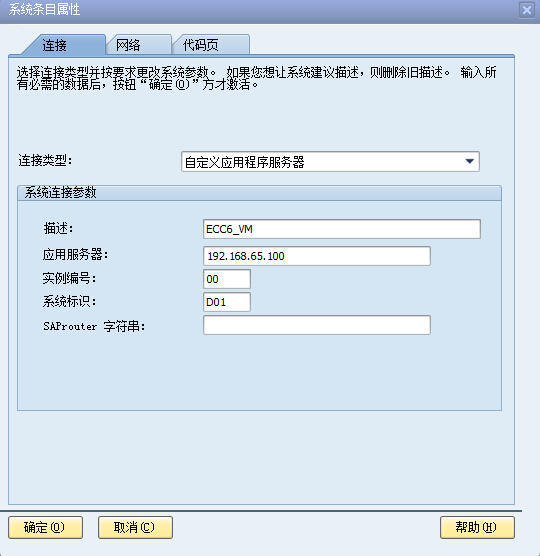 系统条目属性
连接
网络
代码页
选择连接类型并按要求更改系统参数。 如果您想让系统建议描述，则删除旧描述。 输入所
有必需的数据后，按钮“确定(O)”方才激活。
连接类型: 自定义应用程序服务器
系统连接参数
描述: ECC6_VM
应用服务器: 192.168.65.100
实例编号: 00
系统标识: D01
SAProuter 字符串:
确定(O) 取消(C) 帮助(H)